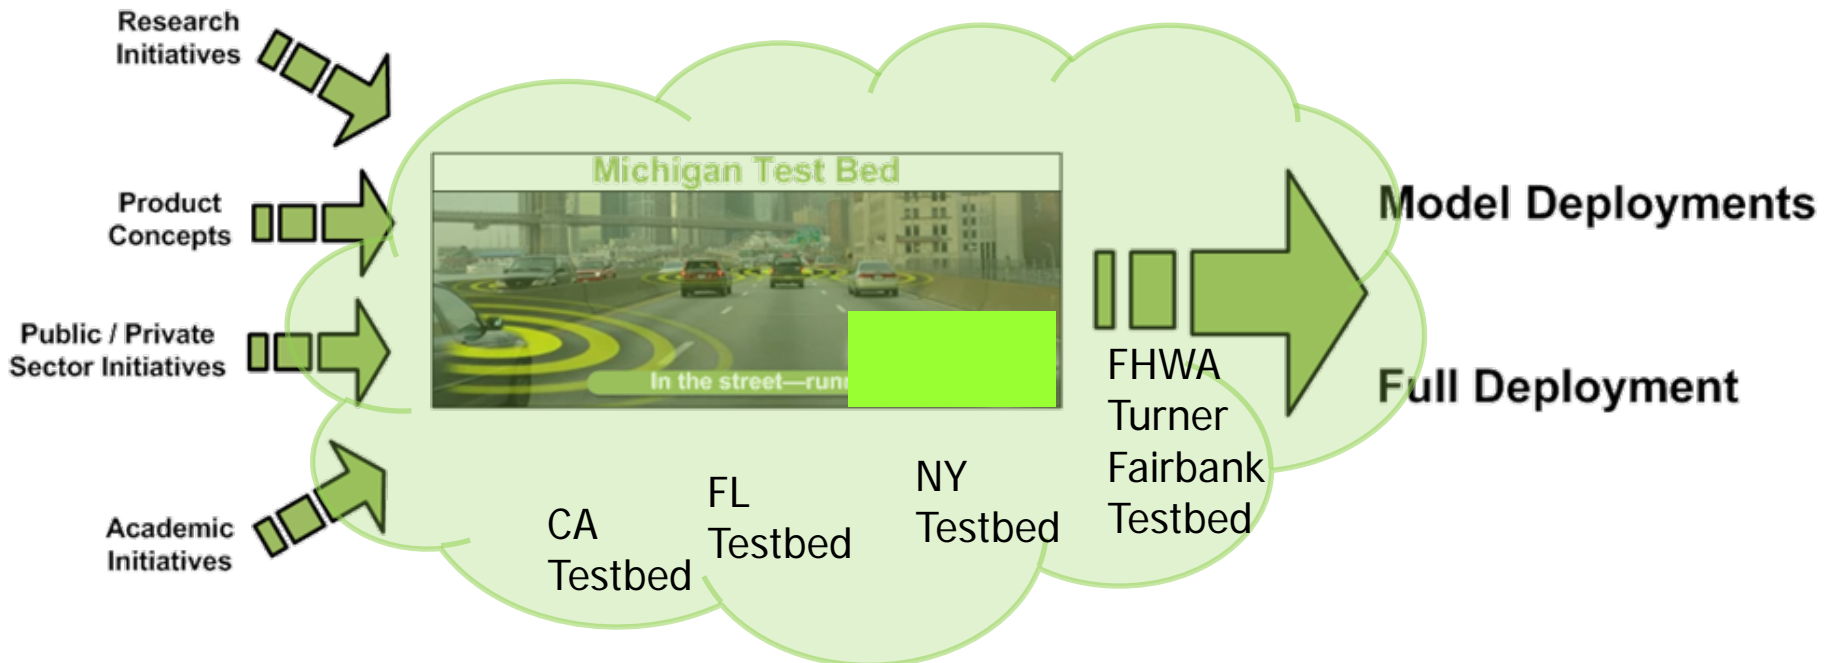 Research
Initiatives
Product
Concepts
Public / Private
Sector Initiatives
Academic
Initiatives
Michigan Test Bed
In the street—
CA
Testbed
FL
Testbed
NY
Testbed
FHWA
Turner
Fairbank
Testbed
Model Deployments
Full Deployment